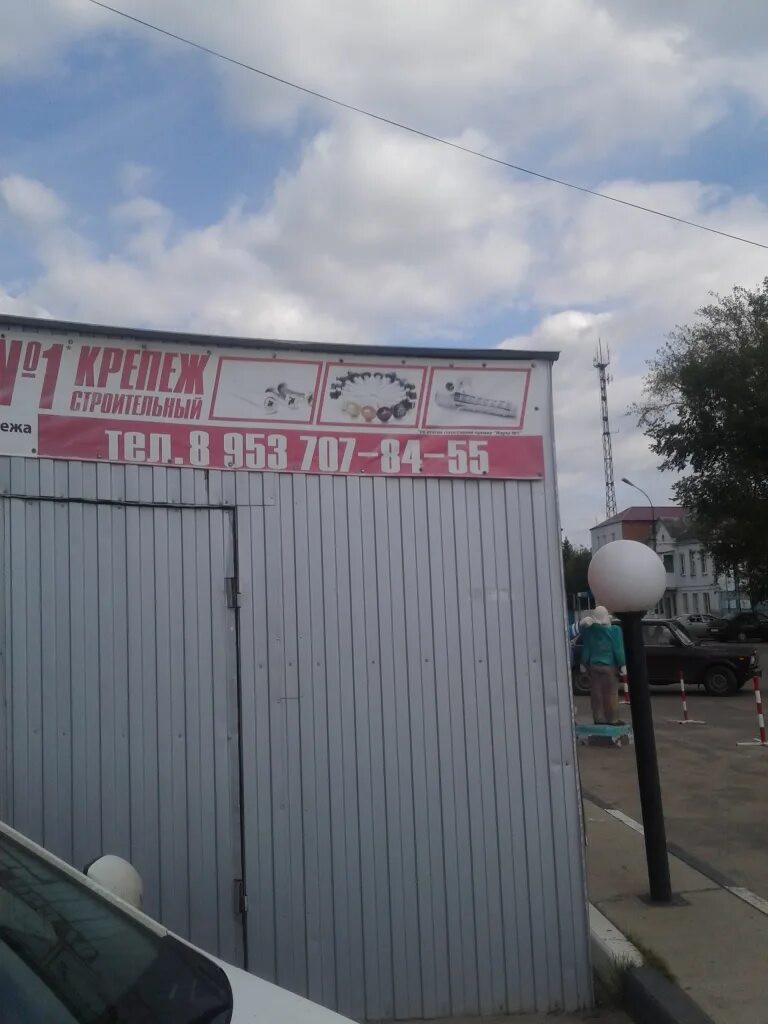 №1 КРЕПЕЖ
СТРОИТЕЛЬНЫЙ
ежа
тел. 8 953 707-84-55